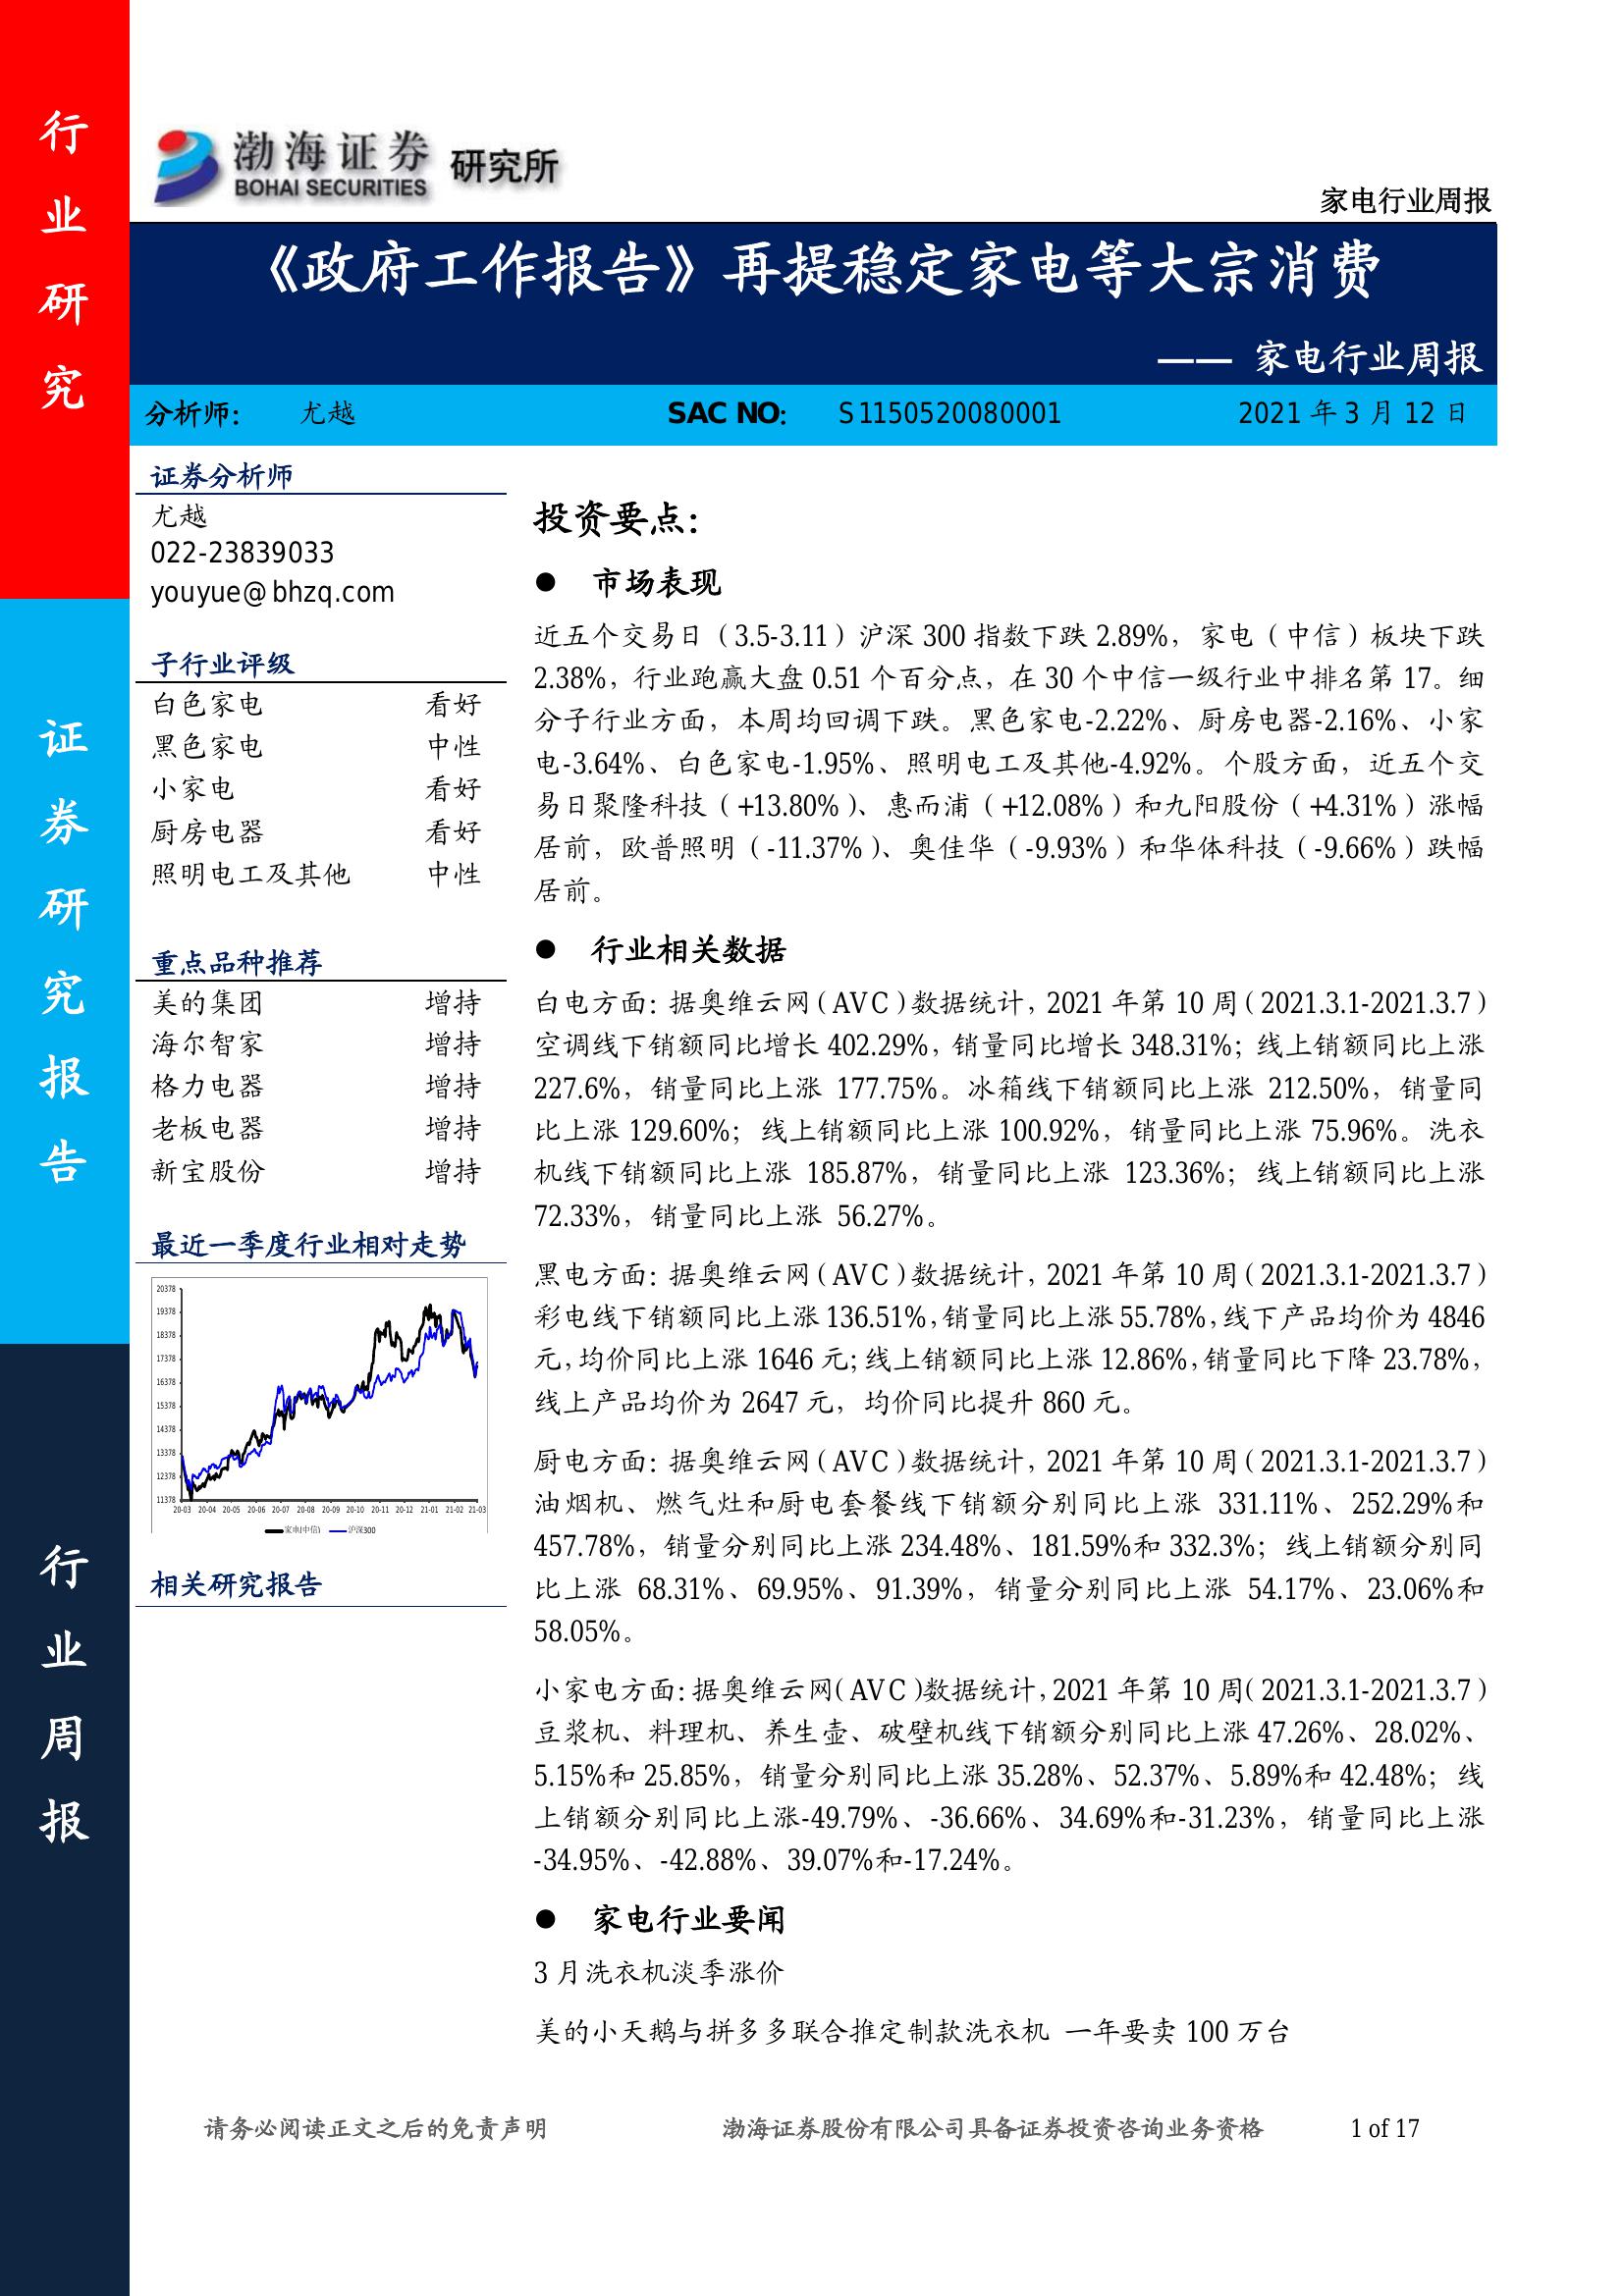 行业研究
证券研究报告
行业周报
渤海证券 研究所
BOHAI SECURITIES
家电行业周报
《政府工作报告》再提稳定家电等大宗消费
—— 家电行业周报
分析师： 尤越 SAC NO： S1150520080001 2021 年 3 月 12 日
证券分析师
尤越
022-23839033
youyue@bhzq.com
子行业评级
白色家电 看好
黑色家电 中性
小家电 看好
厨房电器 看好
照明电工及其他 中性
重点品种推荐
美的集团 增持
海尔智家 增持
格力电器 增持
老板电器 增持
新宝股份 增持
最近一季度行业相对走势
20378
19378
18378
17378
16378
15378
14378
13378
12378
11378
20-03 20-04 20-05 20-06 20-07 20-08 20-09 20-10 20-11 20-12 21-01 21-02 21-03
家电(中信) 沪深300
相关研究报告
投资要点：
● 市场表现
近五个交易日（3.5-3.11）沪深 300 指数下跌 2.89%，家电（中信）板块下跌
2.38%，行业跑赢大盘 0.51 个百分点，在 30 个中信一级行业中排名第 17。细
分子行业方面，本周均回调下跌。黑色家电-2.22%、厨房电器-2.16%、小家
电-3.64%、白色家电-1.95%、照明电工及其他-4.92%。个股方面，近五个交
易日聚隆科技（+13.80%）、惠而浦（+12.08%）和九阳股份（+4.31%）涨幅
居前，欧普照明（-11.37%）、奥佳华（-9.93%）和华体科技（-9.66%）跌幅
居前。
● 行业相关数据
白电方面：据奥维云网（AVC）数据统计，2021 年第 10 周（2021.3.1-2021.3.7）
空调线下销额同比增长 402.29%，销量同比增长 348.31%；线上销额同比上涨
227.6%，销量同比上涨 177.75%。冰箱线下销额同比上涨 212.50%，销量同
比上涨 129.60%；线上销额同比上涨 100.92%，销量同比上涨 75.96%。洗衣
机线下销额同比上涨 185.87%，销量同比上涨 123.36%；线上销额同比上涨
72.33%，销量同比上涨 56.27%。
黑电方面：据奥维云网（AVC）数据统计，2021 年第 10 周（2021.3.1-2021.3.7）
彩电线下销额同比上涨 136.51%，销量同比上涨 55.78%，线下产品均价为 4846
元，均价同比上涨 1646 元；线上销额同比上涨 12.86%，销量同比下降 23.78%，
线上产品均价为 2647 元，均价同比提升 860 元。
厨电方面：据奥维云网（AVC）数据统计，2021 年第 10 周（2021.3.1-2021.3.7）
油烟机、燃气灶和厨电套餐线下销额分别同比上涨 331.11%、252.29%和
457.78%，销量分别同比上涨 234.48%、181.59%和 332.3%；线上销额分别同
比上涨 68.31%、69.95%、91.39%，销量分别同比上涨 54.17%、23.06%和
58.05%。
小家电方面：据奥维云网（AVC）数据统计，2021 年第 10 周（2021.3.1-2021.3.7）
豆浆机、料理机、养生壶、破壁机线下销额分别同比上涨 47.26%、28.02%、
5.15%和 25.85%，销量分别同比上涨 35.28%、52.37%、5.89%和 42.48%；线
上销额分别同比上涨-49.79%、-36.66%、34.69%和-31.23%，销量同比上涨
-34.95%、-42.88%、39.07%和-17.24%。
● 家电行业要闻
3 月洗衣机淡季涨价
美的小天鹅与拼多多联合推定制款洗衣机 一年要卖 100 万台
请务必阅读正文之后的免责声明 渤海证券股份有限公司具备证券投资咨询业务资格 1 of 17